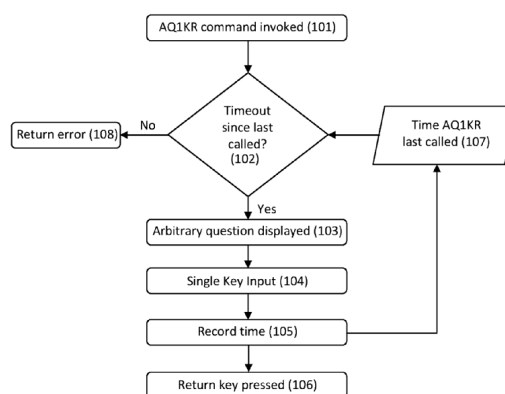 AQ1KR command invoked (101)
Timeout
since last
called?
(102)
No
Return error (108)
Time AQ1KR
last called (107)
Yes
Arbitrary question displayed (103)
Single Key Input (104)
Record time (105)
Return key pressed (106)